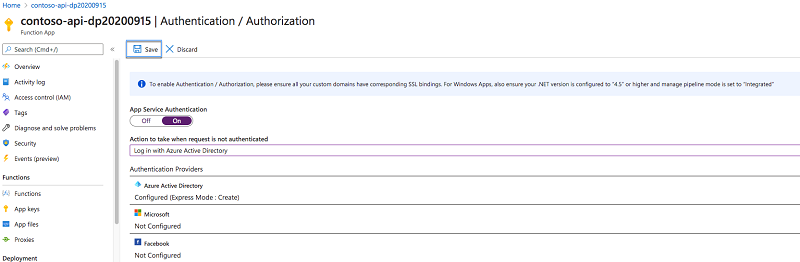 Home > contoso-api-dp20200915 >
contoso-api-dp20200915 | Authentication / Authorization
Function App
Search (Cmd+/)
«
Save
Discard
Overview
Activity log
Access control (IAM)
Tags
Diagnose and solve problems
Security
Events (preview)
Functions
Functions
App keys
App files
Proxies
Deployment
To enable Authentication / Authorization, please ensure all your custom domains have corresponding SSL bindings. For Windows Apps, also ensure your .NET version is configured to "4.5" or higher and manage pipeline mode is set to "Integrated"
App Service Authentication
Off On
Action to take when request is not authenticated
Log in with Azure Active Directory
Authentication Providers
Azure Active Directory
Configured (Express Mode : Create)
Microsoft
Not Configured
Facebook
Not Configured